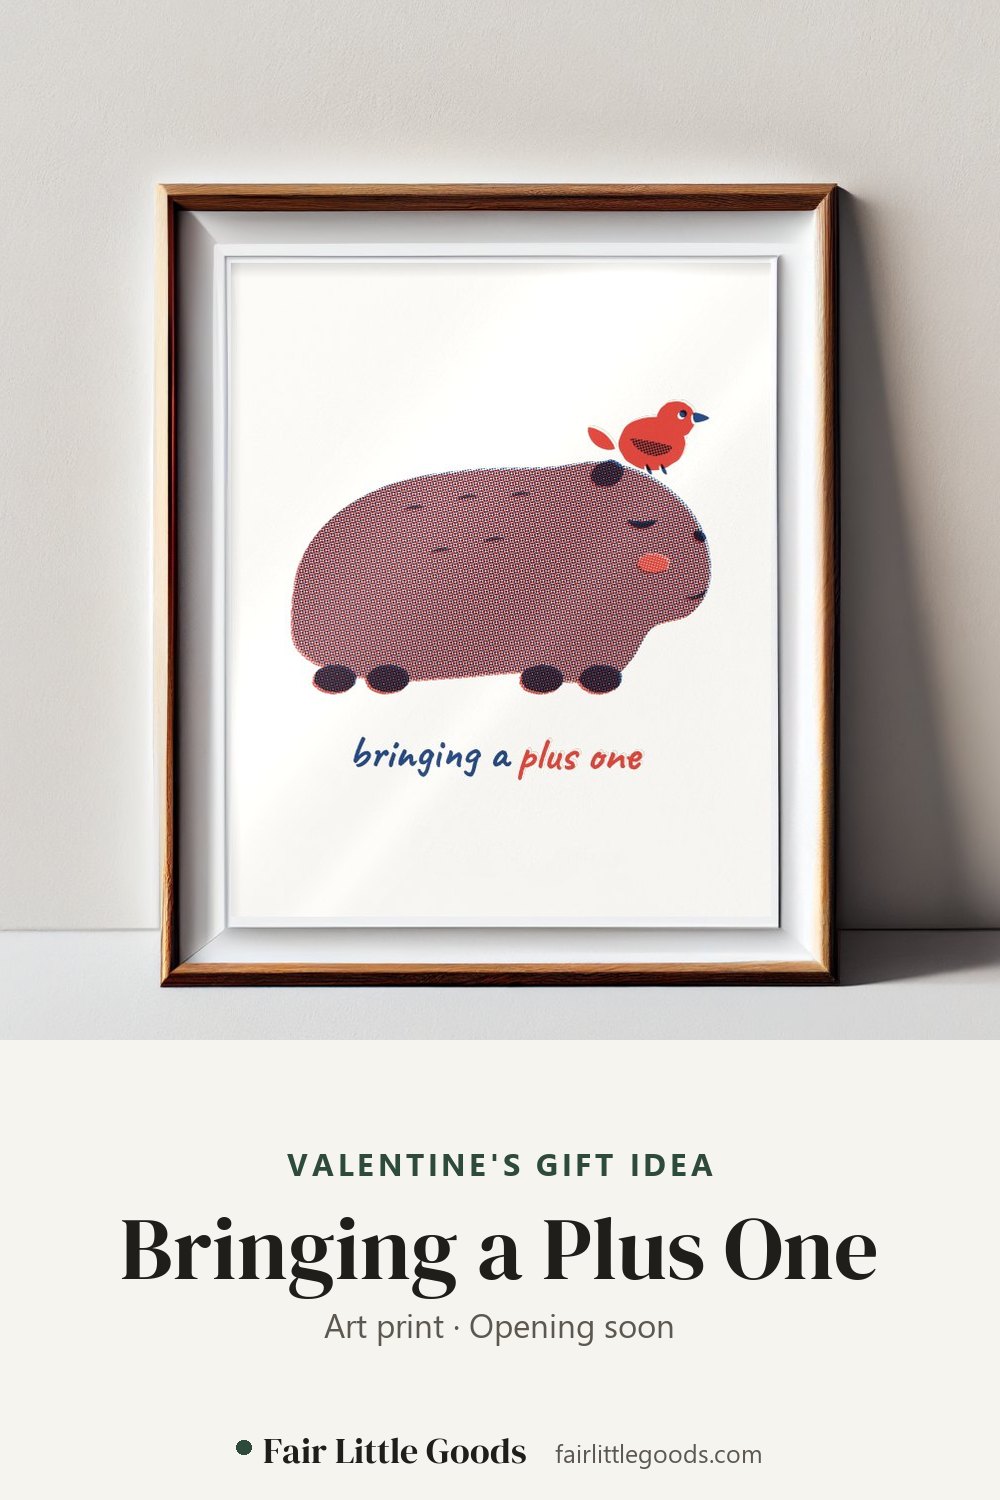 bringing a plus one
VALENTINE'S GIFT IDEA
Bringing a Plus One
Art print · Opening soon
Fair Little Goods fairlittlegoods.com